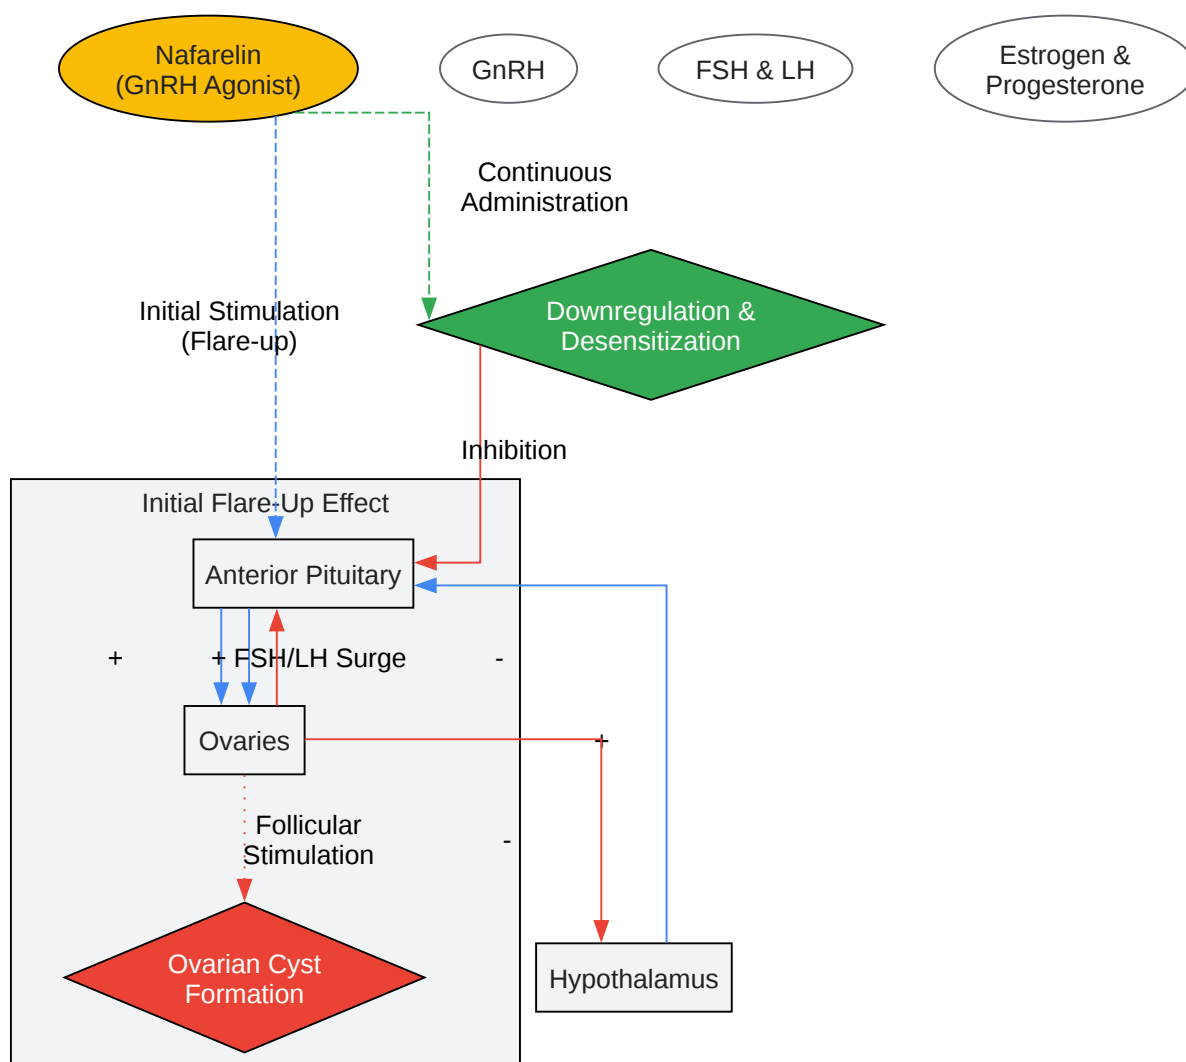 Nafarelin
(GnRH Agonist)
GnRH
FSH & LH
Estrogen &
Progesterone
Continuous
Administration
Initial Stimulation
(Flare-up)
Downregulation &
Desensitization
Inhibition
Initial Flare-Up Effect
Anterior Pituitary
+
+
FSH/LH Surge
-
Ovaries
+
Follicular
Stimulation
-
Ovarian Cyst
Formation
Hypothalamus